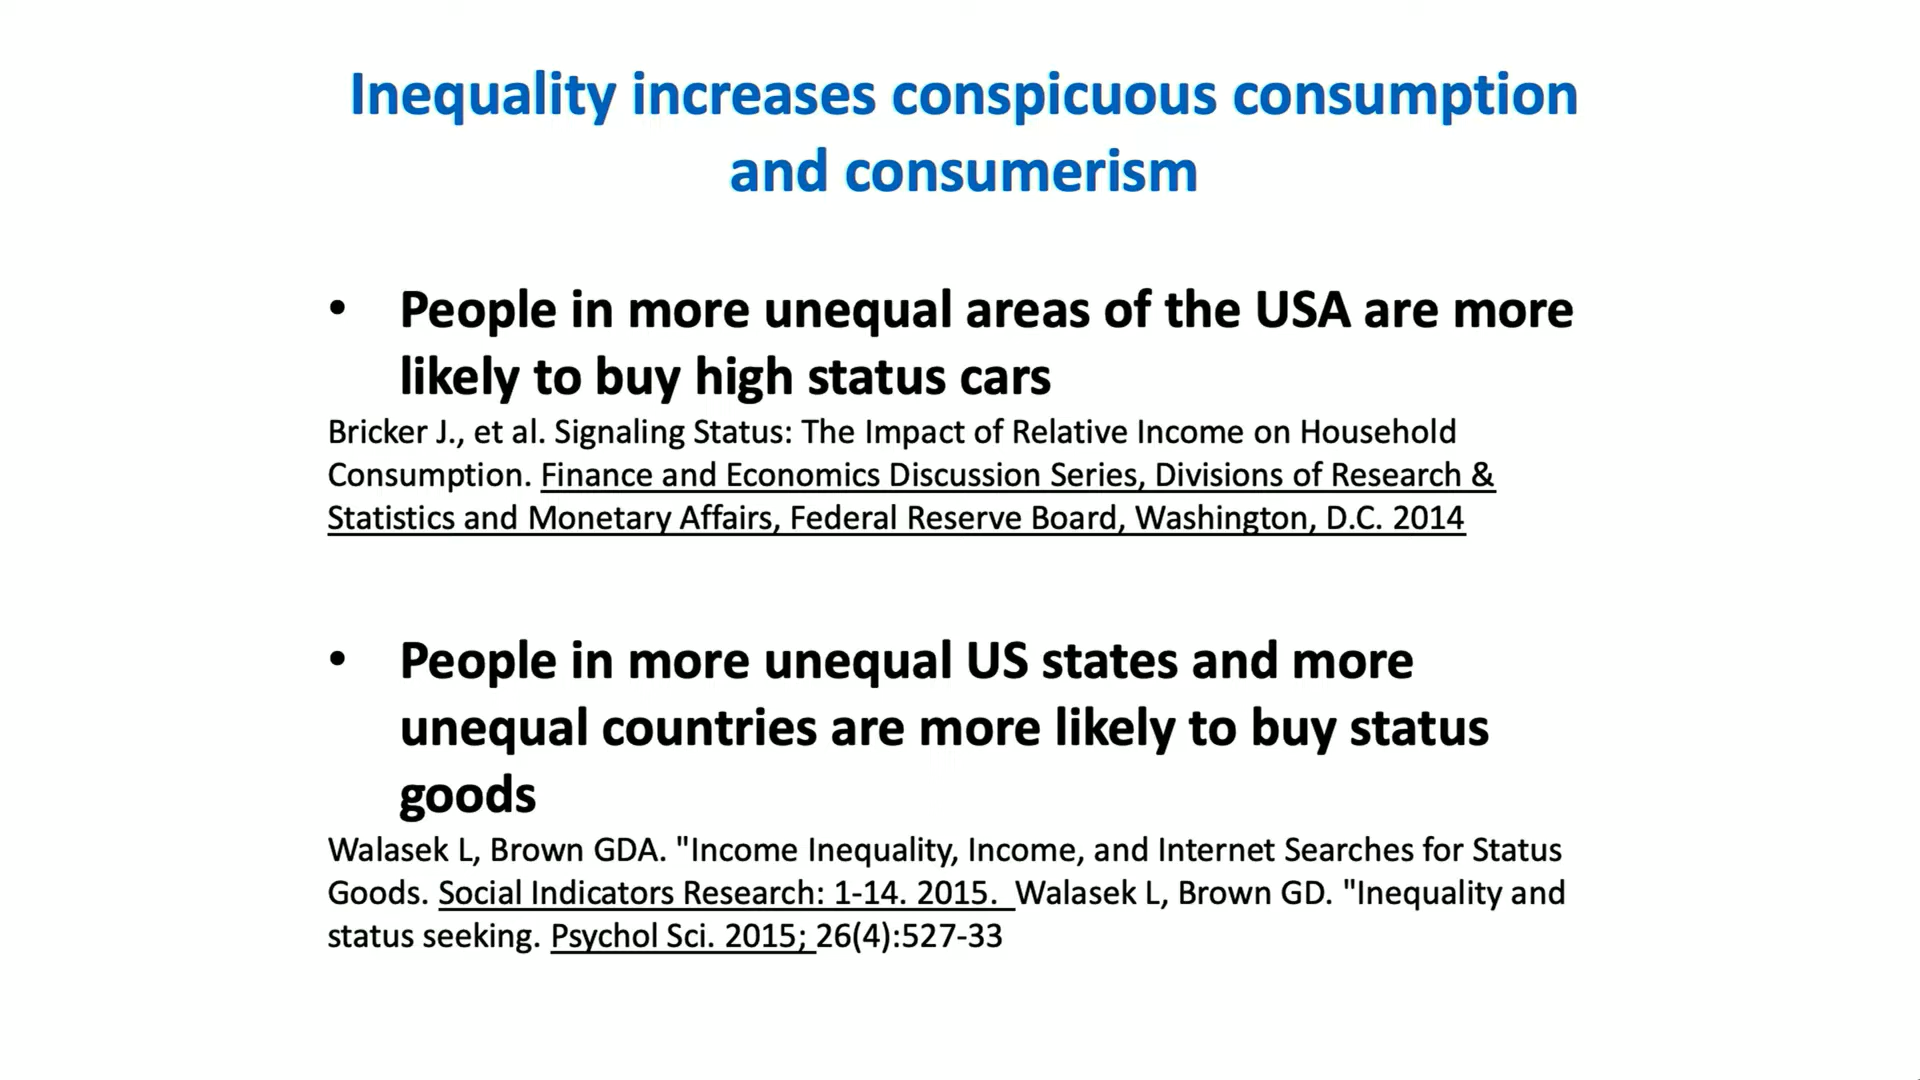 Inequality increases conspicuous consumption
and consumerism
• People in more unequal areas of the USA are more
likely to buy high status cars
Bricker J., et al. Signaling Status: The Impact of Relative Income on Household
Consumption. Finance and Economics Discussion Series, Divisions of Research &
Statistics and Monetary Affairs, Federal Reserve Board, Washington, D.C. 2014
• People in more unequal US states and more
unequal countries are more likely to buy status
goods
Walasek L, Brown GDA. "Income Inequality, Income, and Internet Searches for Status
Goods. Social Indicators Research: 1-14. 2015. Walasek L, Brown GD. "Inequality and
status seeking. Psychol Sci. 2015; 26(4):527-33